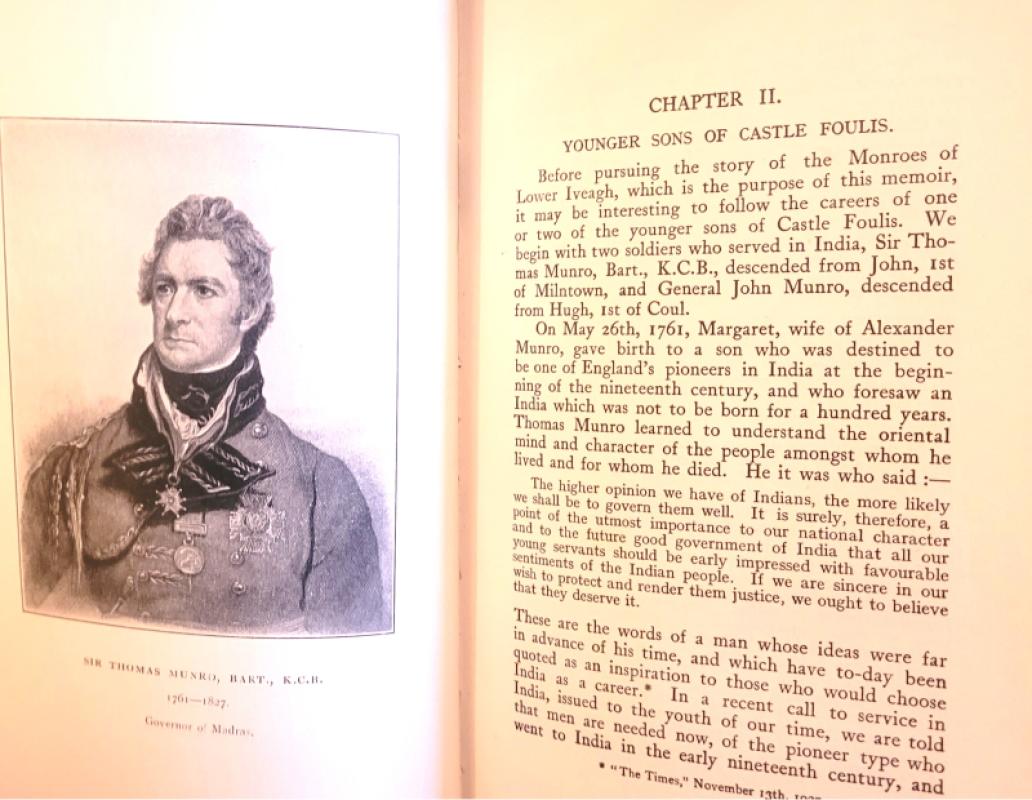 SIR THOMAS MUNRO, BART., K.C.B.
1761—1827.
Governor of Madras.
CHAPTER II.
YOUNGER SONS OF CASTLE FOULIS.
Before pursuing the story of the Monroes of
Lower Iveagh, which is the purpose of this memoir,
it may be interesting to follow the careers of one
or two of the younger sons of Castle Foulis. We
begin with two soldiers who served in India, Sir Tho-
mas Munro, Bart., K.C.B., descended from John, 1st
of Milntown, and General John Munro, descended
from Hugh, 1st of Coul.
On May 26th, 1761, Margaret, wife of Alexander
Munro, gave birth to a son who was destined to
be one of England's pioneers in India at the begin-
ning of the nineteenth century, and who foresaw an
India which was not to be born for a hundred years.
Thomas Munro learned to understand the oriental
mind and character of the people amongst whom he
lived and for whom he died. He it was who said :—
The higher opinion we have of Indians, the more likely
we shall be to govern them well. It is surely, therefore, a
point of the utmost importance to our national character
and to the future good government of India that all our
young servants should be early impressed with favourable
sentiments of the Indian people. If we are sincere in our
wish to protect and render them justice, we ought to believe
that they deserve it.
These are the words of a man whose ideas were far
in advance of his time, and which have to-day been
quoted as an inspiration to those who would choose
India as a career.* In a recent call to service in
India, issued to the youth of our time, we are told
that men are needed now, of the pioneer type who
went to India in the early nineteenth century, and
* "The Times," November 13th,